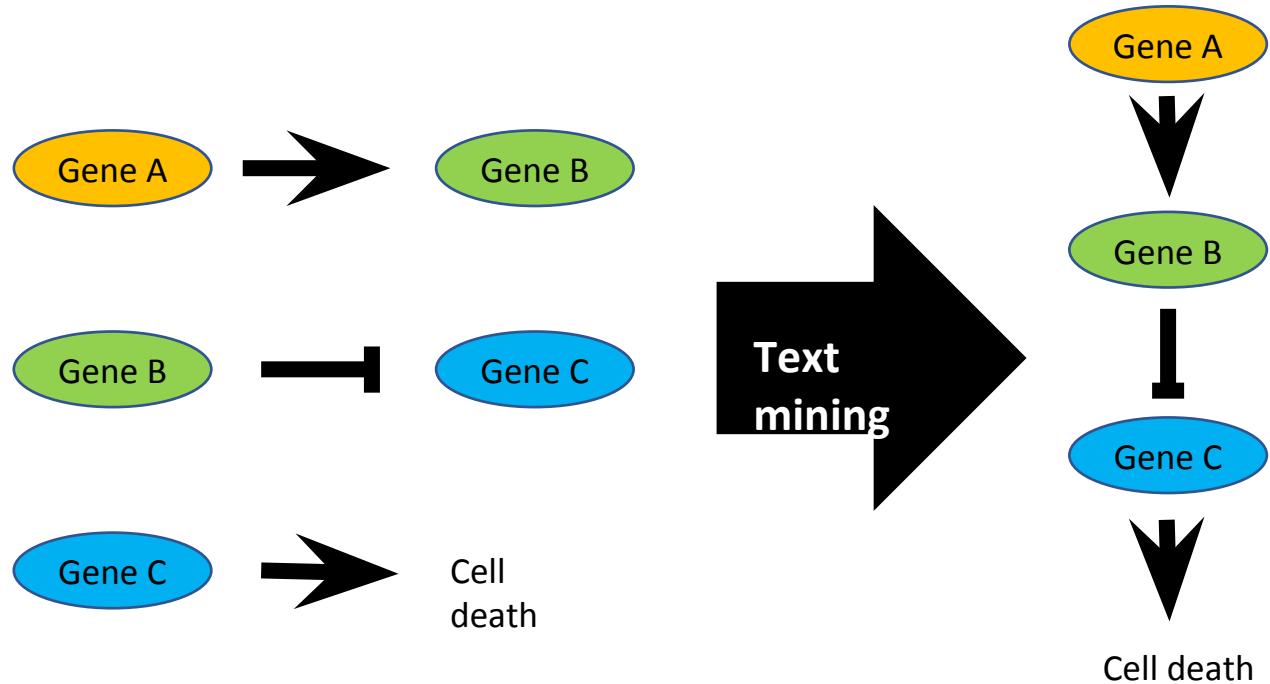 Gene A
Gene B
Gene B
Gene C
Gene C
Cell
death
Text
mining
Gene A
Gene B
Gene C
Cell death